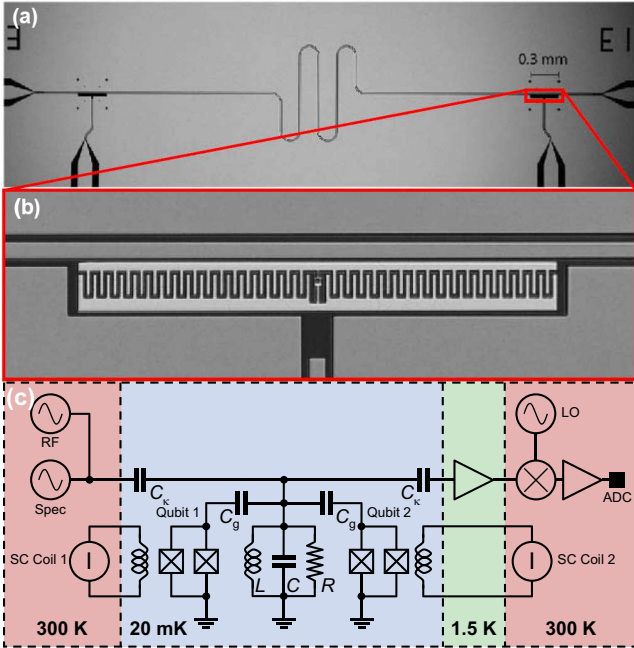 (a)
E
E I
0.3 mm
(b)
(c)
RF
LO
Spec
Cκ
Cκ
ADC
Qubit 1
Cg
Cg
Qubit 2
SC Coil 1
I
L
C
R
I
SC Coil 2
300 K
20 mK
1.5 K
300 K